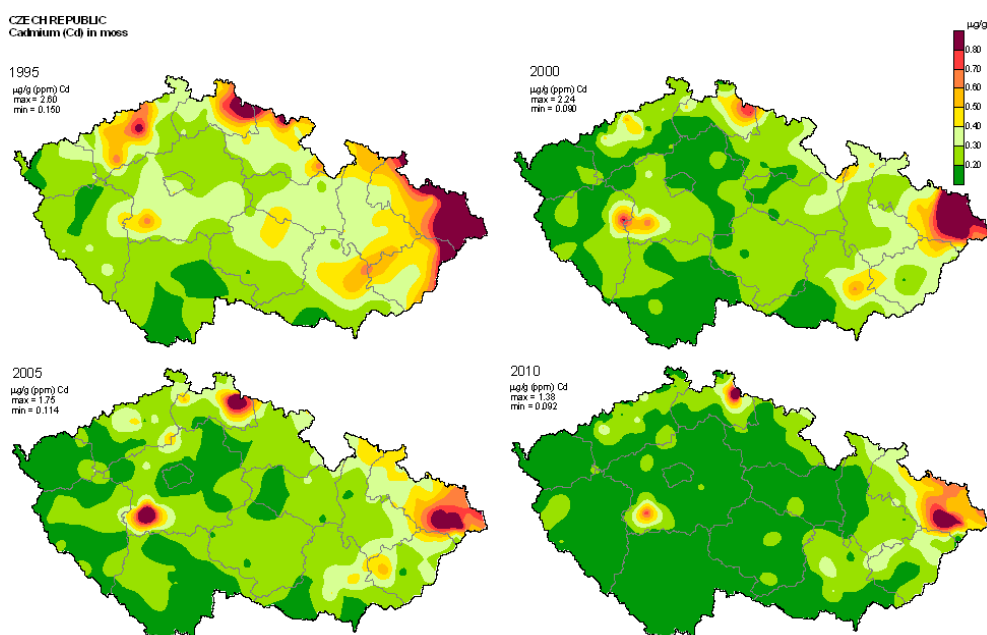 CZECH REPUBLIC
Cadmium (Cd) in moss
1995
µg/g (ppm) Cd
max = 2.60
min = 0.150
2000
µg/g (ppm) Cd
max = 2.24
min = 0.090
µg/g
0.80
0.70
0.60
0.50
0.40
0.30
0.20
2005
µg/g (ppm) Cd
max = 1.75
min = 0.114
2010
µg/g (ppm) Cd
max = 1.38
min = 0.092